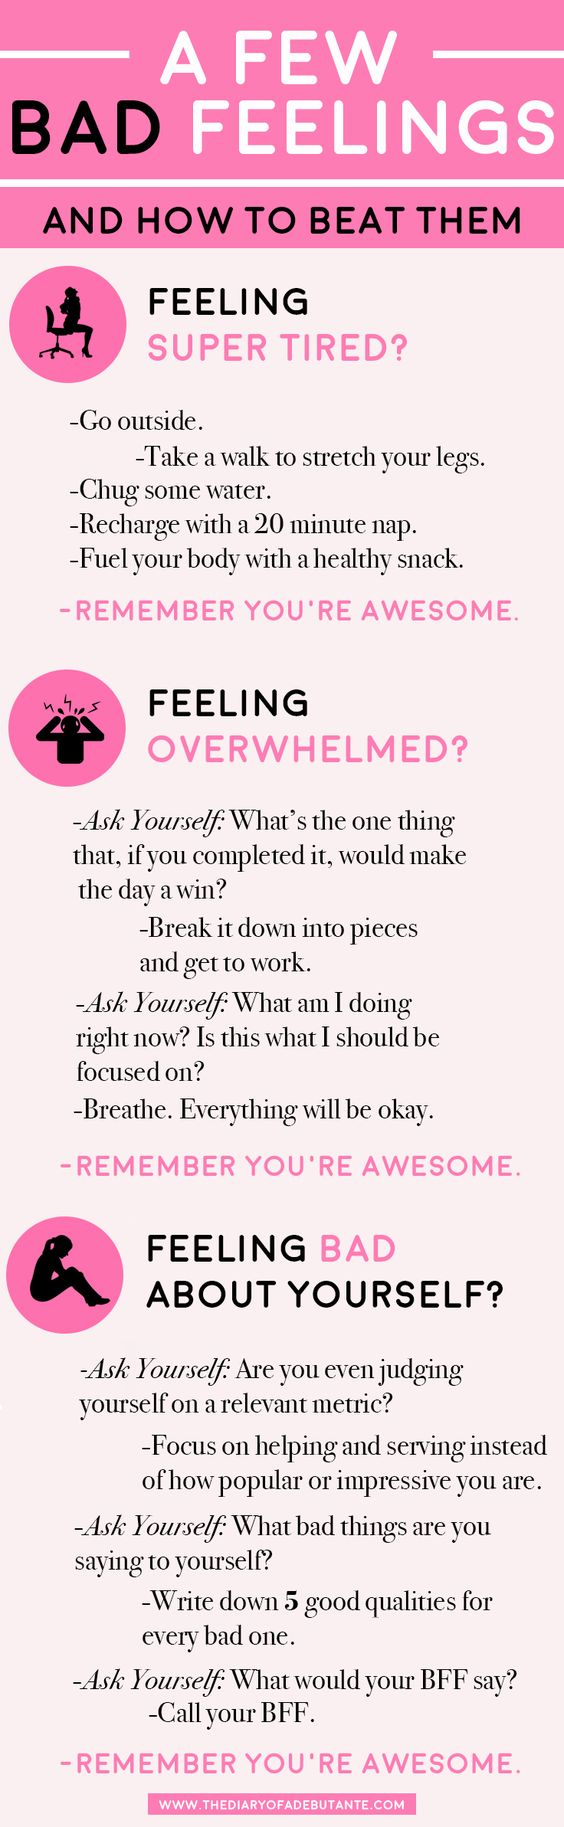 A FEW
BAD FEELINGS
AND HOW TO BEAT THEM
FEELING
SUPER TIRED?
-Go outside.
-Take a walk to stretch your legs.
-Chug some water.
-Recharge with a 20 minute nap.
-Fuel your body with a healthy snack.
-REMEMBER YOU'RE AWESOME.
FEELING
OVERWHELMED?
-Ask Yourself: What's the one thing
that, if you completed it, would make
the day a win?
-Break it down into pieces
and get to work.
-Ask Yourself: What am I doing
right now? Is this what I should be
focused on?
-Breathe. Everything will be okay.
-REMEMBER YOU'RE AWESOME.
FEELING BAD
ABOUT YOURSELF?
-Ask Yourself: Are you even judging
yourself on a relevant metric?
-Focus on helping and serving instead
of how popular or impressive you are.
-Ask Yourself: What bad things are you
saying to yourself?
-Write down 5 good qualities for
every bad one.
-Ask Yourself: What would your BFF say?
-Call your BFF.
-REMEMBER YOU'RE AWESOME.
WWW.THEDIARYOFADEBUTANTE.COM